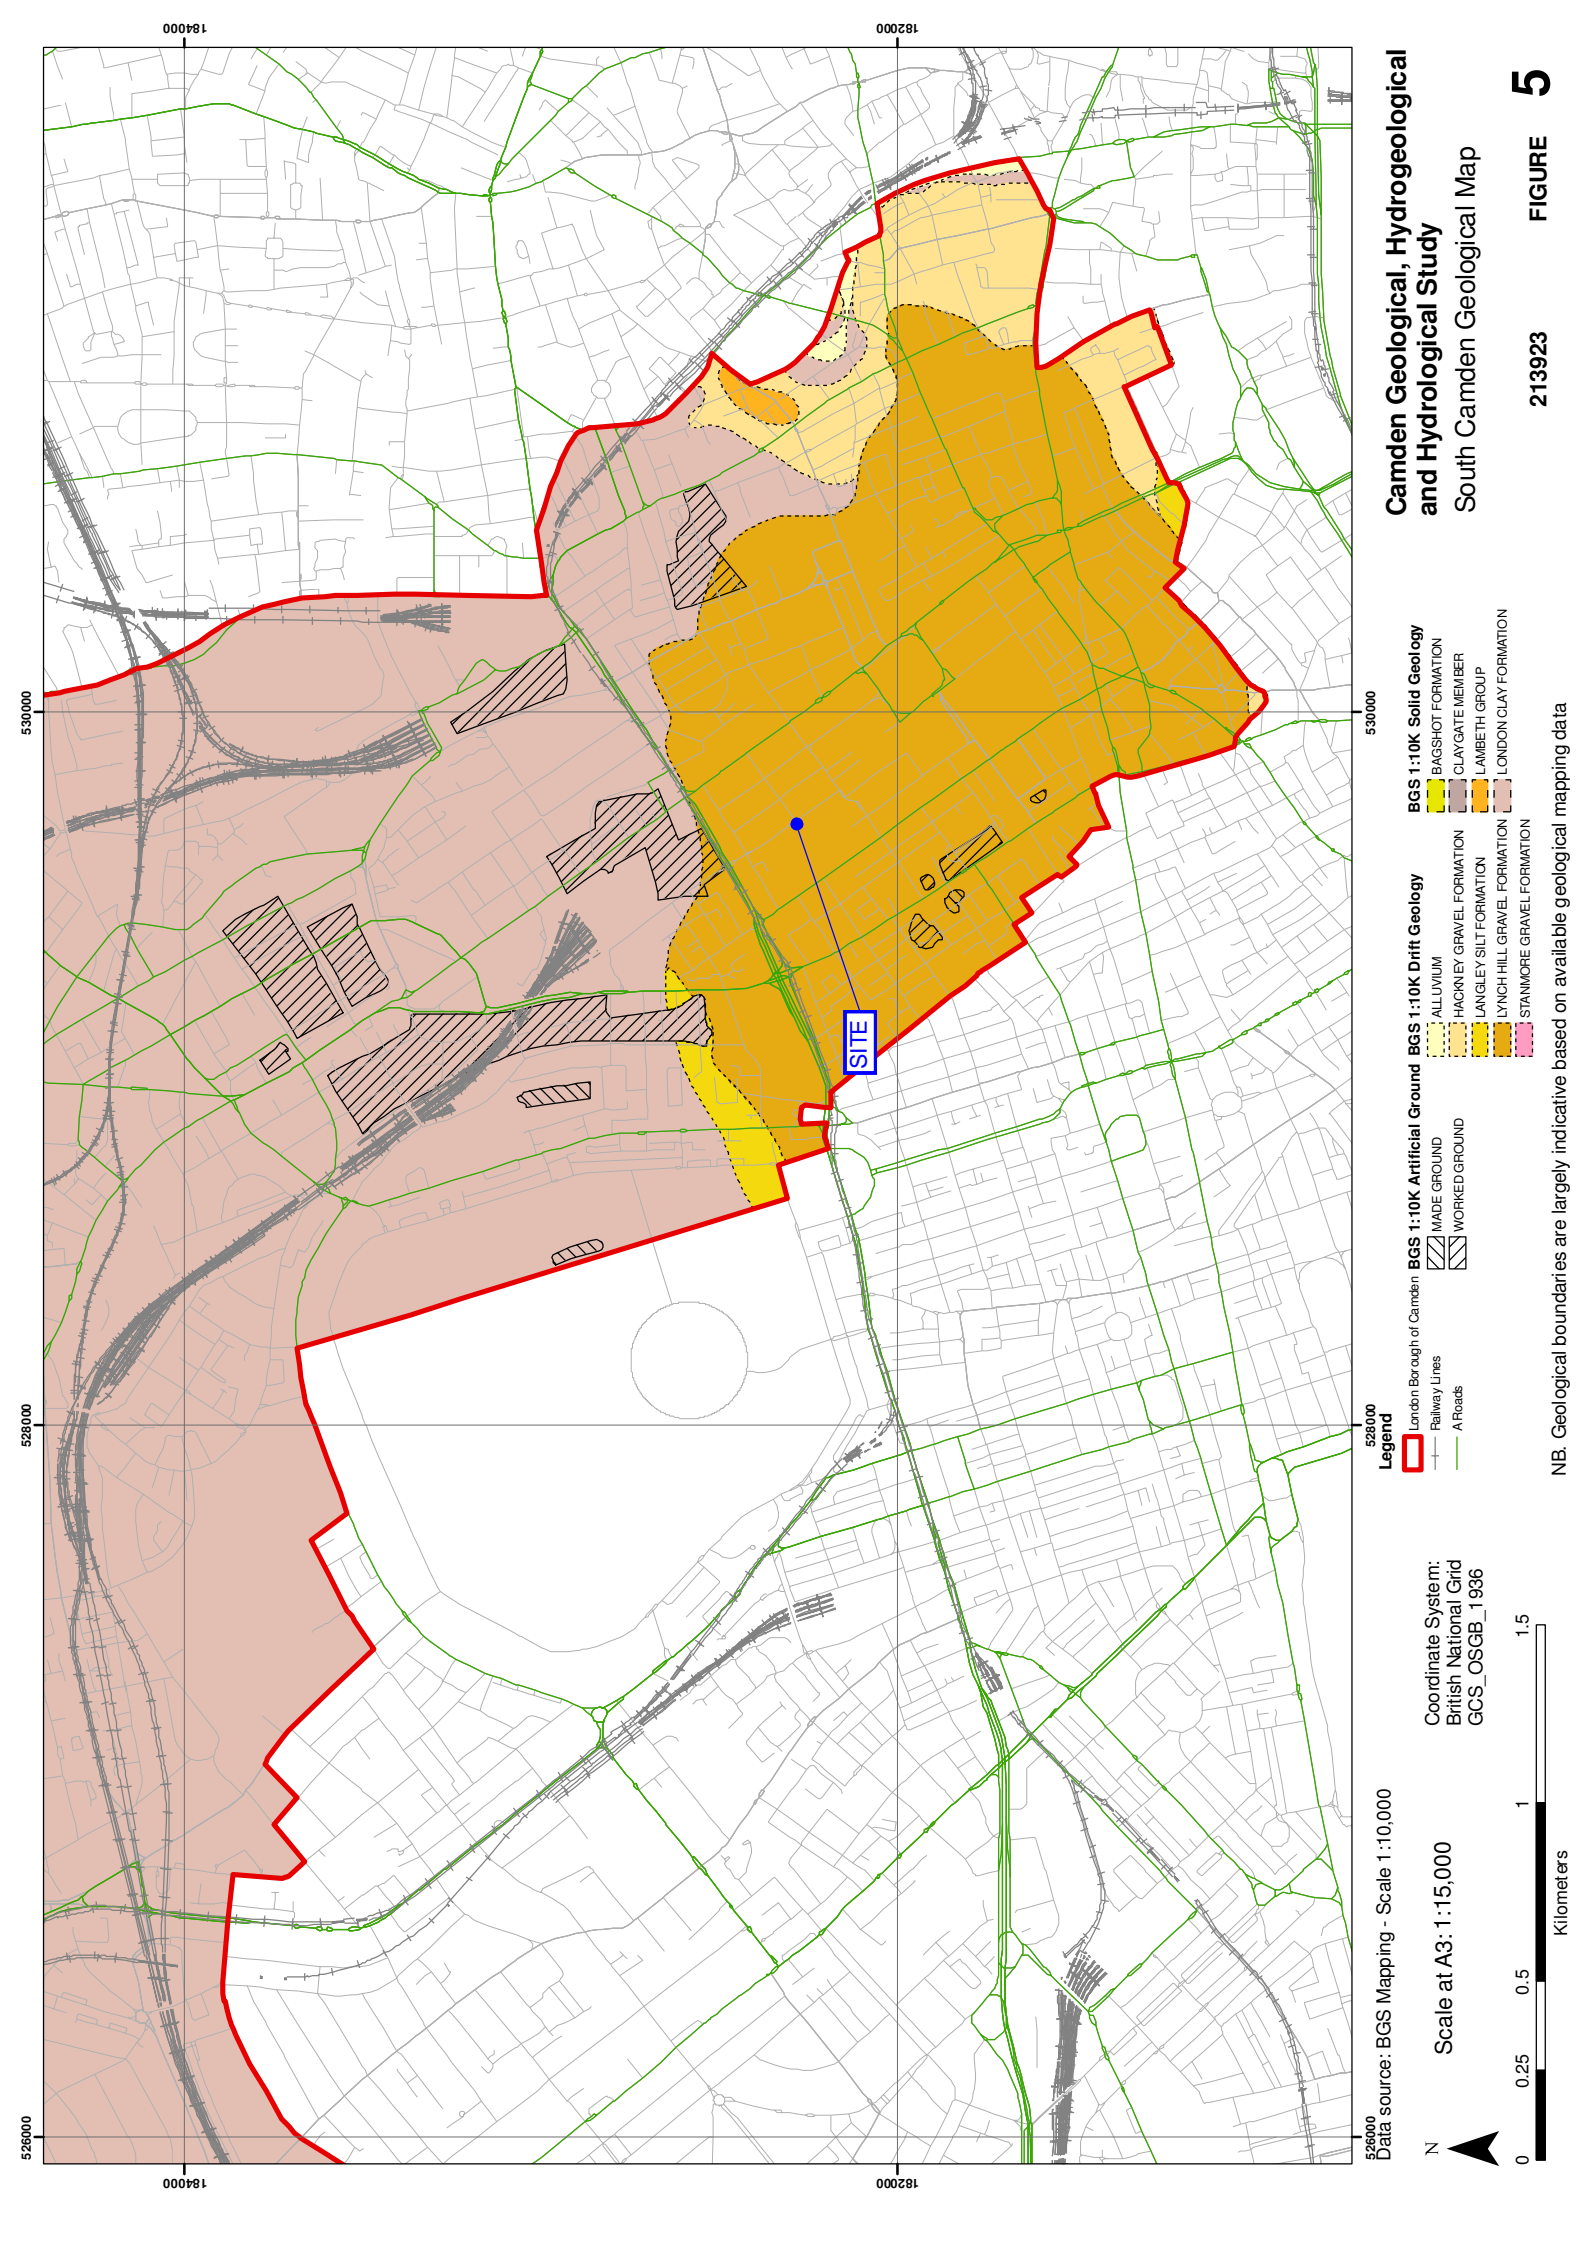 184000
182000
530000
530000
528000
528000
526000
526000
184000
182000
SITE
Camden Geological, Hydrogeological
and Hydrological Study
South Camden Geological Map
213923
FIGURE
5
Legend
London Borough of Camden
Railway Lines
A Roads
BGS 1:10K Artificial Ground
MADE GROUND
WORKED GROUND
BGS 1:10K Drift Geology
ALLUVIUM
HACKNEY GRAVEL FORMATION
LANGLEY SILT FORMATION
LYNCH HILL GRAVEL FORMATION
STANMORE GRAVEL FORMATION
BGS 1:10K Solid Geology
BAGSHOT FORMATION
CLAYGATE MEMBER
LAMBETH GROUP
LONDON CLAY FORMATION
NB. Geological boundaries are largely indicative based on available geological mapping data
Data source: BGS Mapping - Scale 1:10,000
Coordinate System:
British National Grid
GCS_OSGB_1936
Scale at A3: 1:15,000
N
0 0.25 0.5 1 1.5
Kilometers